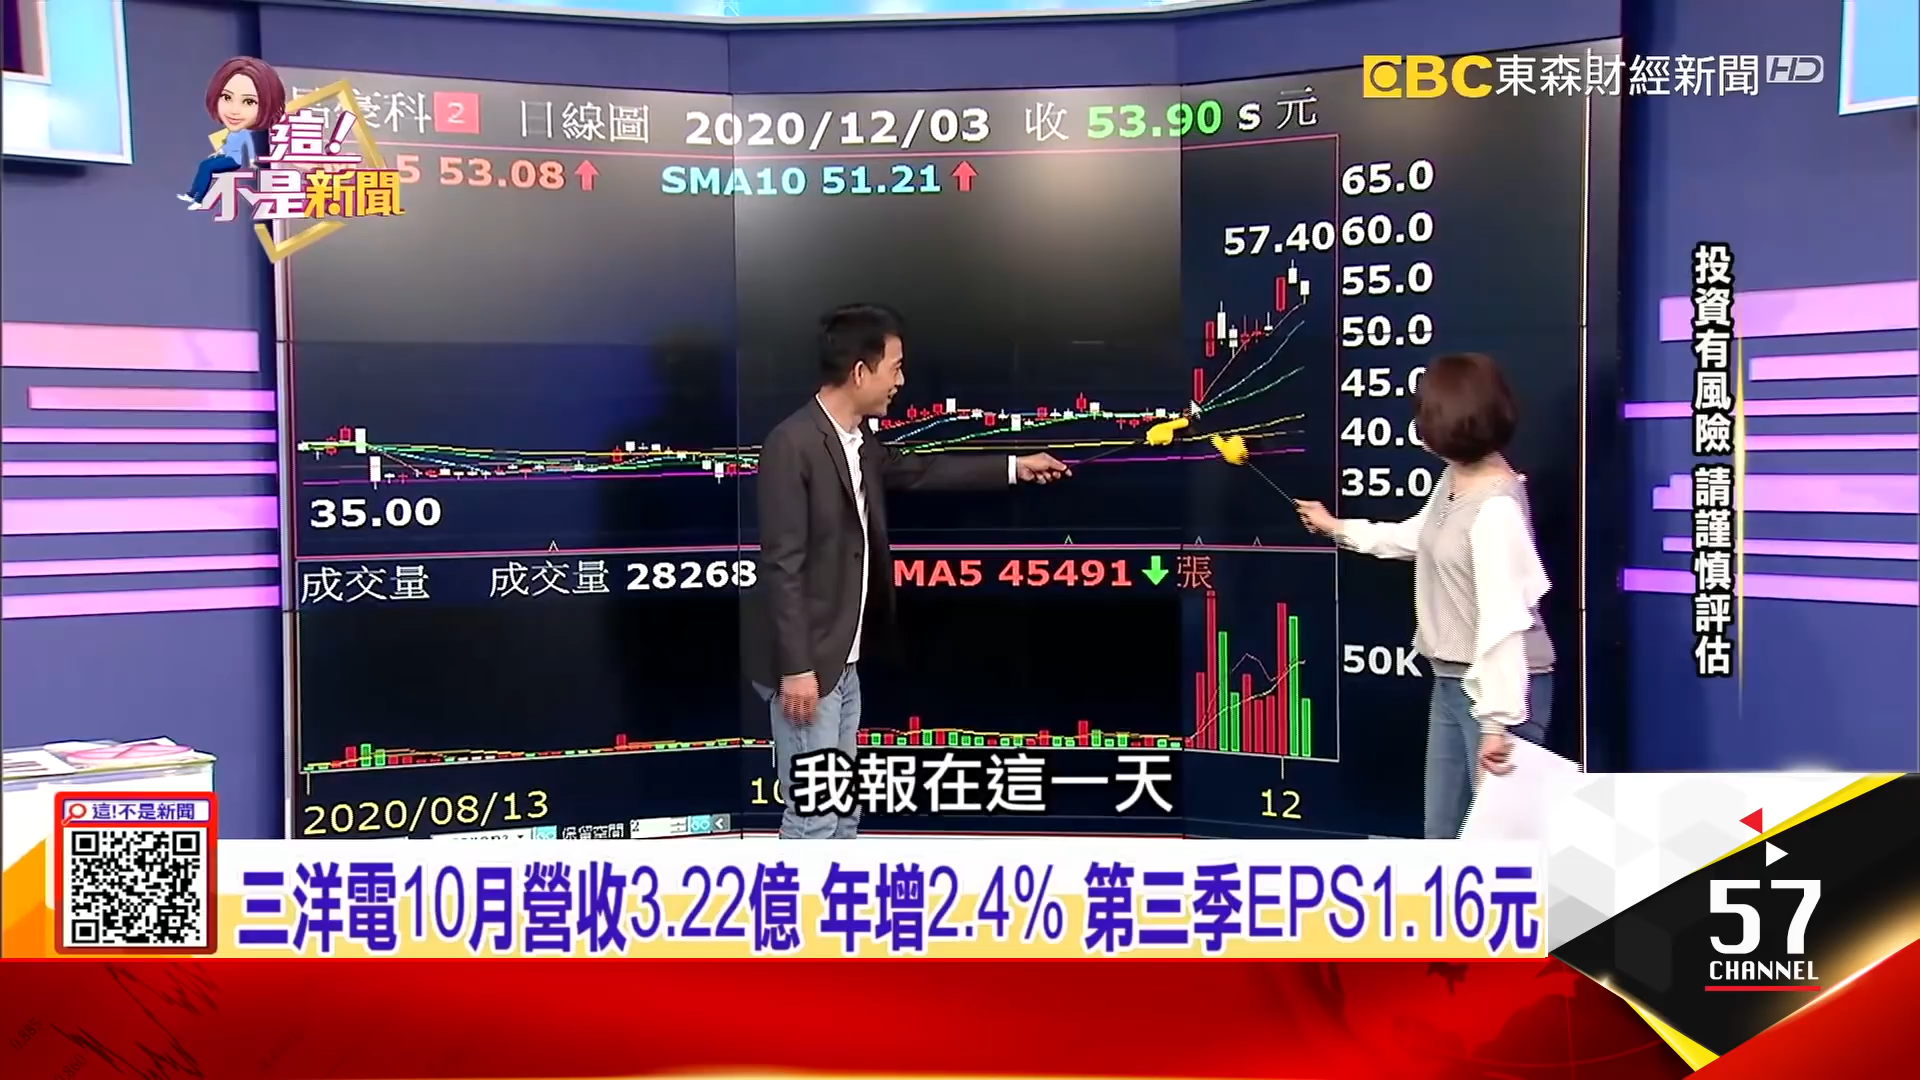 EBC東森財經新聞HD
這!
不是新聞
豪科 2 日線圖 2020/12/03 收 53.90 s 元
5 53.08↑ SMA10 51.21↑
65.0
57.40
60.0
55.0
50.0
45.0
40.0
35.0
35.00
成交量 成交量 28268 MA5 45491↓張
50K
2020/08/13
12
投資有風險 請謹慎評估
我報在這一天
這!不是新聞
三洋電10月營收3.22億 年增2.4% 第三季EPS1.16元
57
CHANNEL